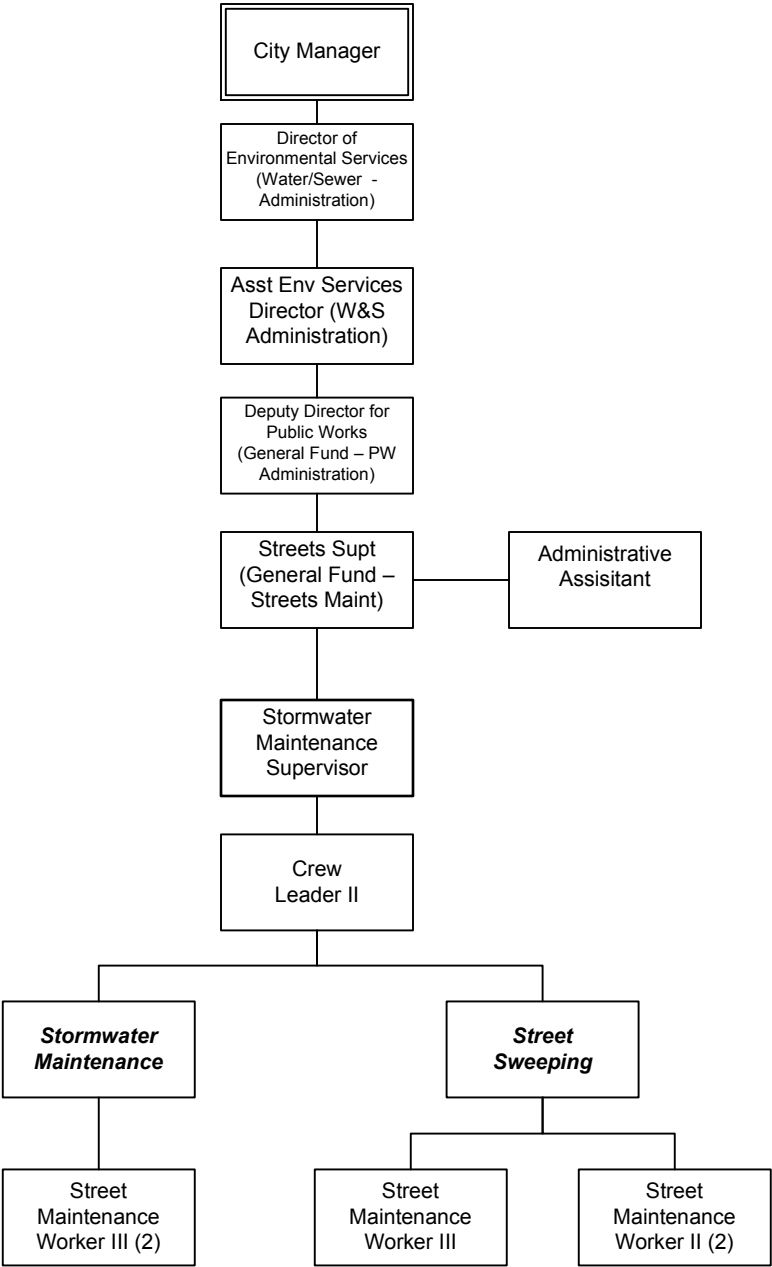 City Manager
Director of
Environmental Services
(Water/Sewer  -
Administration)
Asst Env Services
Director (W&S
Administration)
Deputy Director for
Public Works
(General Fund – PW
Administration)
Streets Supt
(General Fund –
Streets Maint)
Administrative
Assisitant
Stormwater
Maintenance
Supervisor
Crew
Leader II
Stormwater
Maintenance
Street
Sweeping
Street
Maintenance
Worker III (2)
Street
Maintenance
Worker III
Street
Maintenance
Worker II (2)